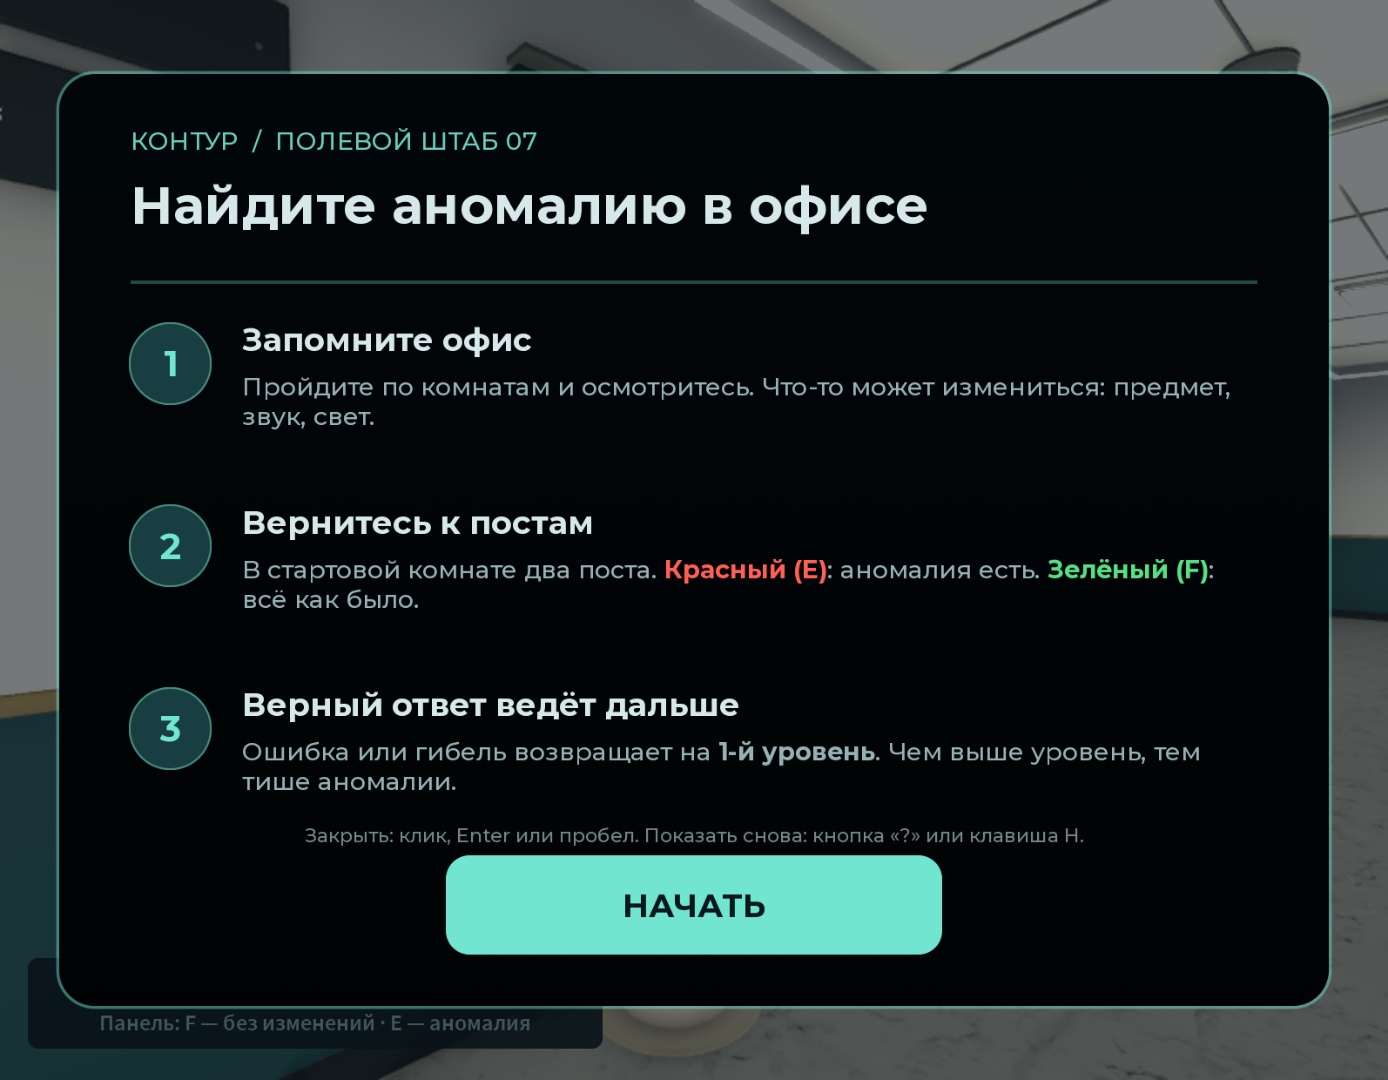 КОНТУР / ПОЛЕВОЙ ШТАБ 07
Найдите аномалию в офисе
1
Запомните офис
Пройдите по комнатам и осмотритесь. Что-то может измениться: предмет,
звук, свет.
2
Вернитесь к постам
В стартовой комнате два поста. Красный (E): аномалия есть. Зелёный (F):
всё как было.
3
Верный ответ ведёт дальше
Ошибка или гибель возвращает на 1-й уровень. Чем выше уровень, тем
тише аномалии.
Закрыть: клик, Enter или пробел. Показать снова: кнопка «?» или клавиша H.
НАЧАТЬ
Панель: F — без изменений · E — аномалия